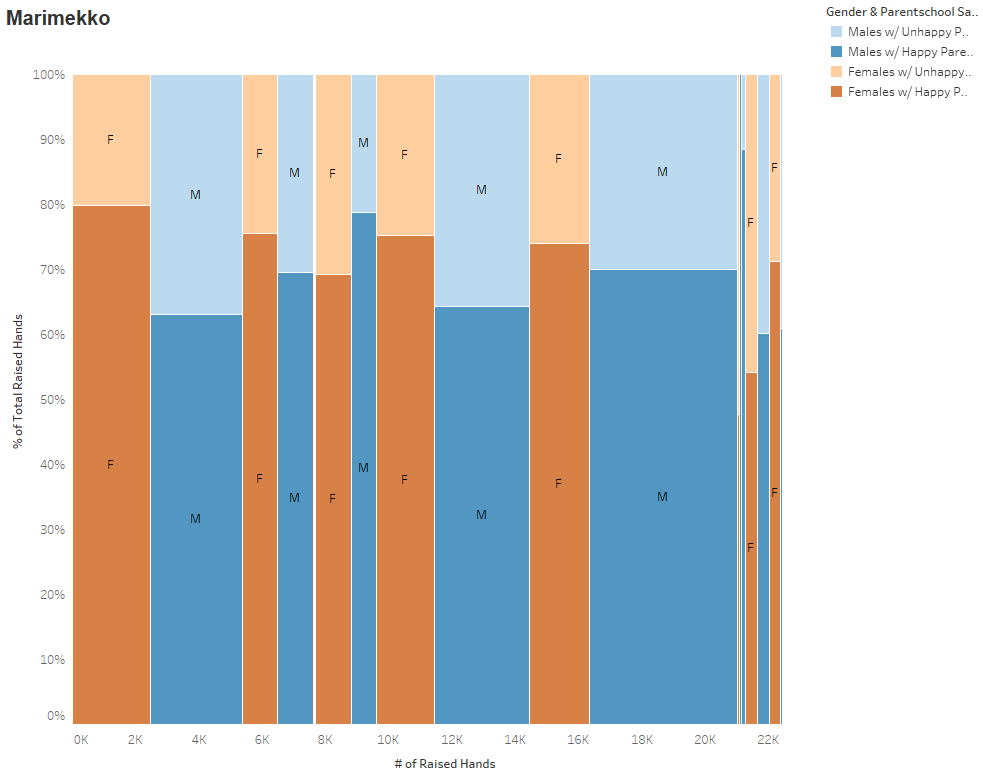 Marimekko
Gender & Parentschool Sa..
Males w/ Unhappy P..
Males w/ Happy Pare..
Females w/ Unhappy..
Females w/ Happy P..
100%
90%
80%
70%
60%
50%
40%
30%
20%
10%
0%
% of Total Raised Hands
F
M
F
M
F
M
F
M
F
M
F
F
F
M
F
M
F
M
F
M
F
M
F
F
0K 2K 4K 6K 8K 10K 12K 14K 16K 18K 20K 22K
# of Raised Hands